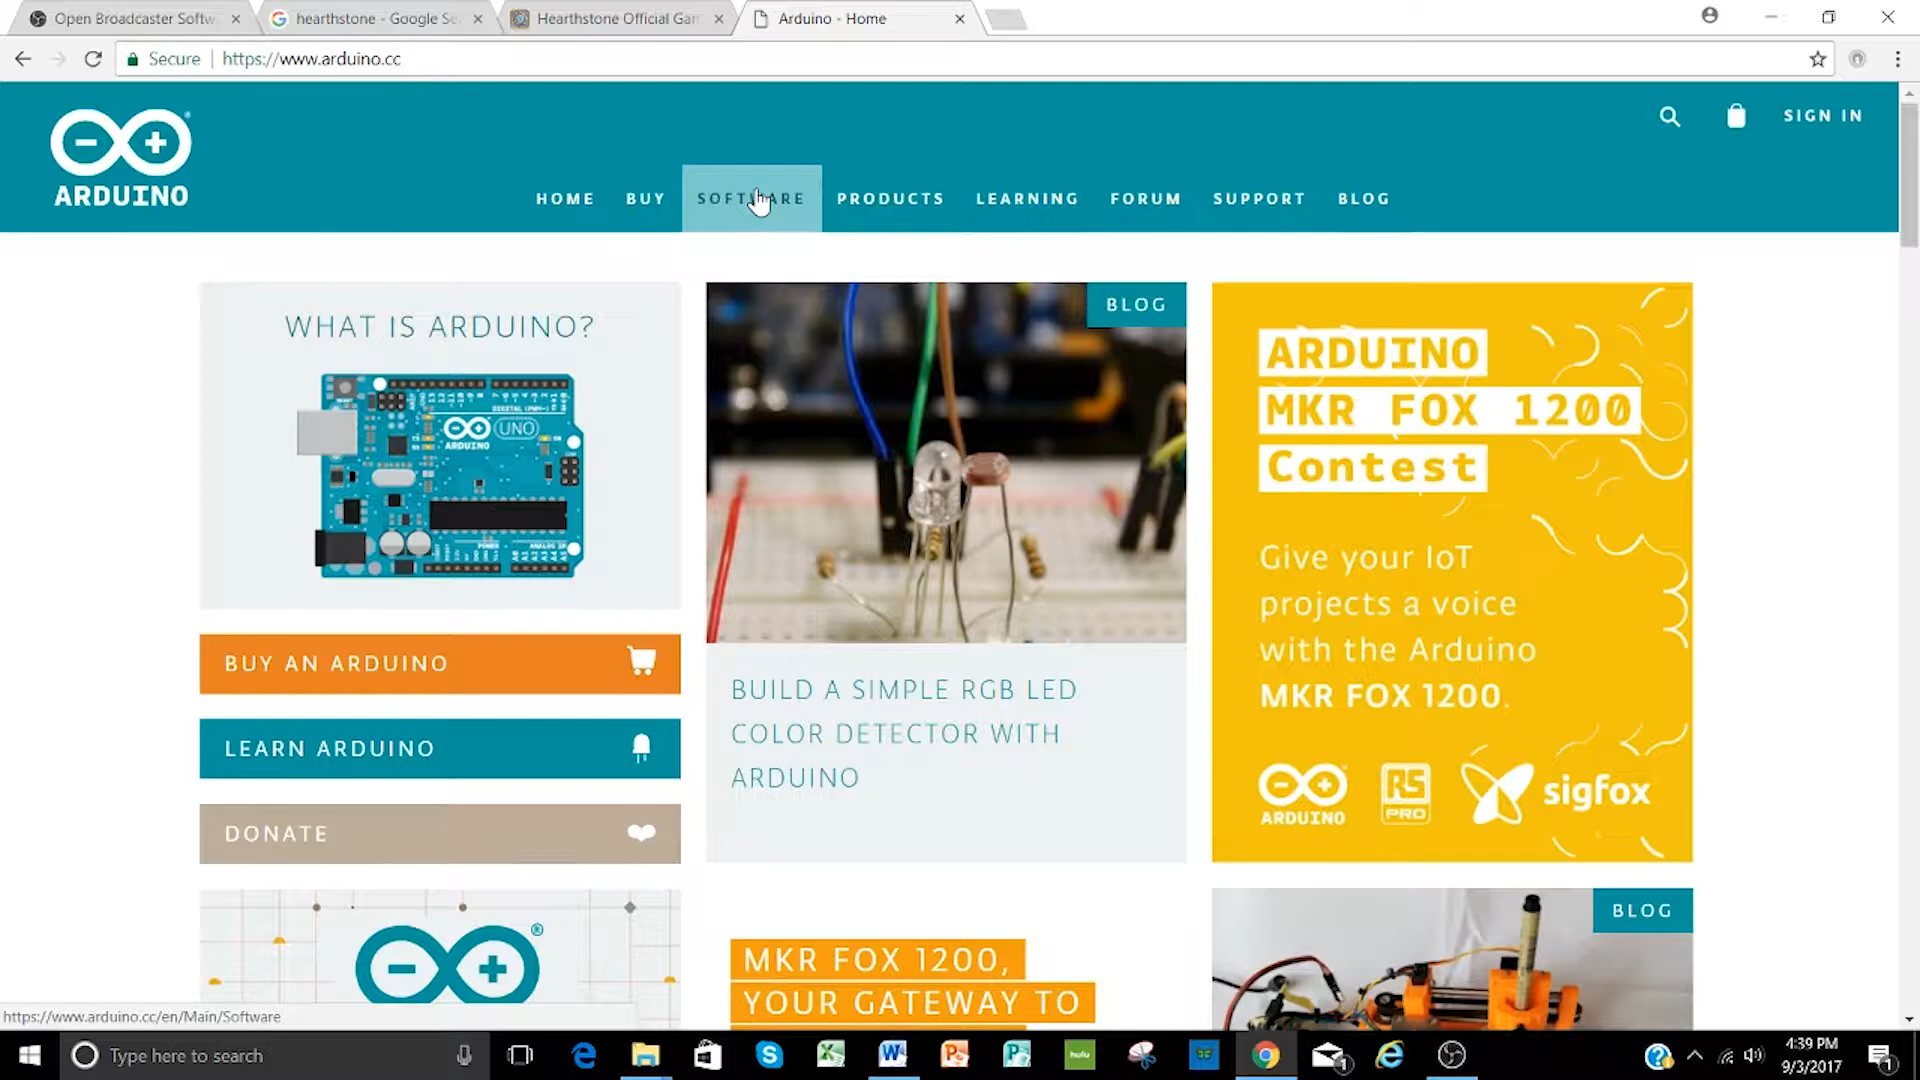 Open Broadcaster Softw
hearthstone - Google Se
Hearthstone Official Gan
Arduino - Home
Secure
https://www.arduino.cc
SIGN IN
ARDUINO
HOME
BUY
SOFTWARE
PRODUCTS
LEARNING
FORUM
SUPPORT
BLOG
WHAT IS ARDUINO?
UNO
ARDUINO
BUY AN ARDUINO
LEARN ARDUINO
DONATE
BLOG
BUILD A SIMPLE RGB LED
COLOR DETECTOR WITH
ARDUINO
MKR FOX 1200,
YOUR GATEWAY TO
ARDUINO
MKR FOX 1200
Contest
Give your IoT
projects a voice
with the Arduino
MKR FOX 1200.
ARDUINO
RS
PRO
sigfox
BLOG
https://www.arduino.cc/en/Main/Software
Type here to search
hulu
4:39 PM
9/3/2017